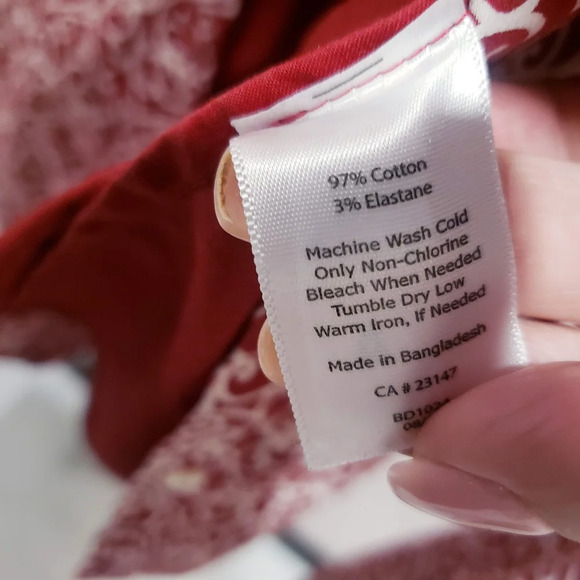 97% Cotton
3% Elastane
Machine Wash Cold
Only Non-Chlorine
Bleach When Needed
Tumble Dry Low
Warm Iron, If Needed
Made in Bangladesh
CA # 23147